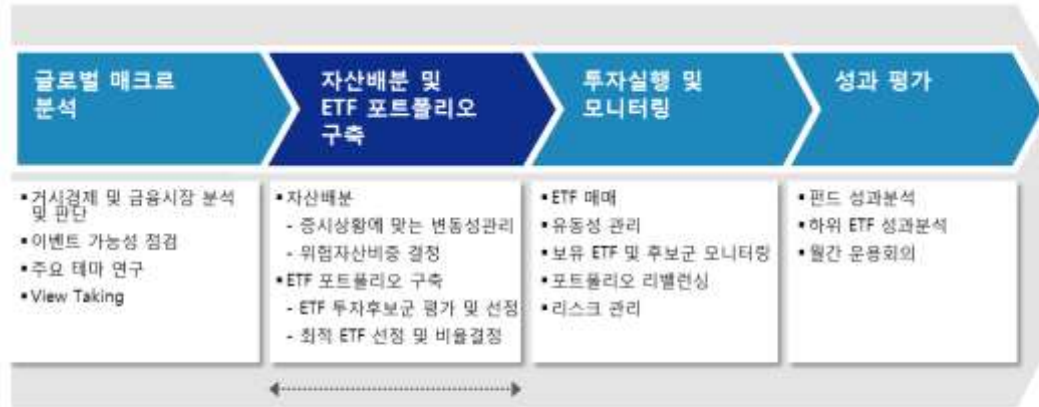 글로벌 매크로
분석
자산배분 및
ETF 포트폴리오
구축
투자실행 및
모니터링
성과 평가
▪거시경제 및 금융시장 분석
및 판단
▪이벤트 가능성 점검
▪주요 테마 연구
▪View Taking
▪자산배분
- 증시상황에 맞는 변동성관리
- 위험자산비중 결정
▪ETF 포트폴리오 구축
- ETF 투자후보군 평가 및 선정
- 최적 ETF 선정 및 비율결정
▪ETF 매매
▪유동성 관리
▪보유 ETF 및 후보군 모니터링
▪포트폴리오 리밸런싱
▪리스크 관리
▪펀드 성과분석
▪하위 ETF 성과분석
▪월간 운용회의